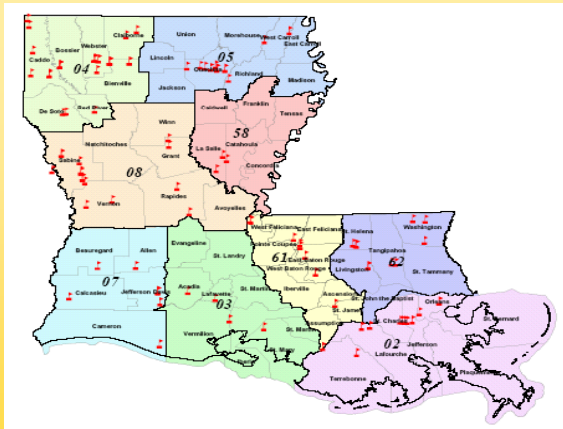 Claiborne
Union
Morehouse
West Carroll
East Carroll
Webster
Bossier
Caddo
04
05
Lincoln
Ouachita
Richland
Madison
Bienville
Jackson
De Soto
Red River
Caldwell
Franklin
Tensas
Winn
58
Natchitoches
La Salle
Catahoula
Sabine
Grant
Concordia
08
Rapides
Vernon
Avoyelles
West Feliciana
East Feliciana
Washington
St. Helena
Pointe Coupee
Tangipahoa
Beauregard
Allen
Evangeline
St. Landry
61
East Baton Rouge
62
West Baton Rouge
Livingston
St. Tammany
07
Calcasieu
Jefferson Davis
Acadia
Lafayette
03
St. Martin
Iberville
Ascension
St. John the Baptist
Orleans
St. James
Cameron
Vermilion
St. Martin
Assumption
St. Charles
St. Bernard
02
Jefferson
Lafourche
St. Mary
Iberia
Terrebonne